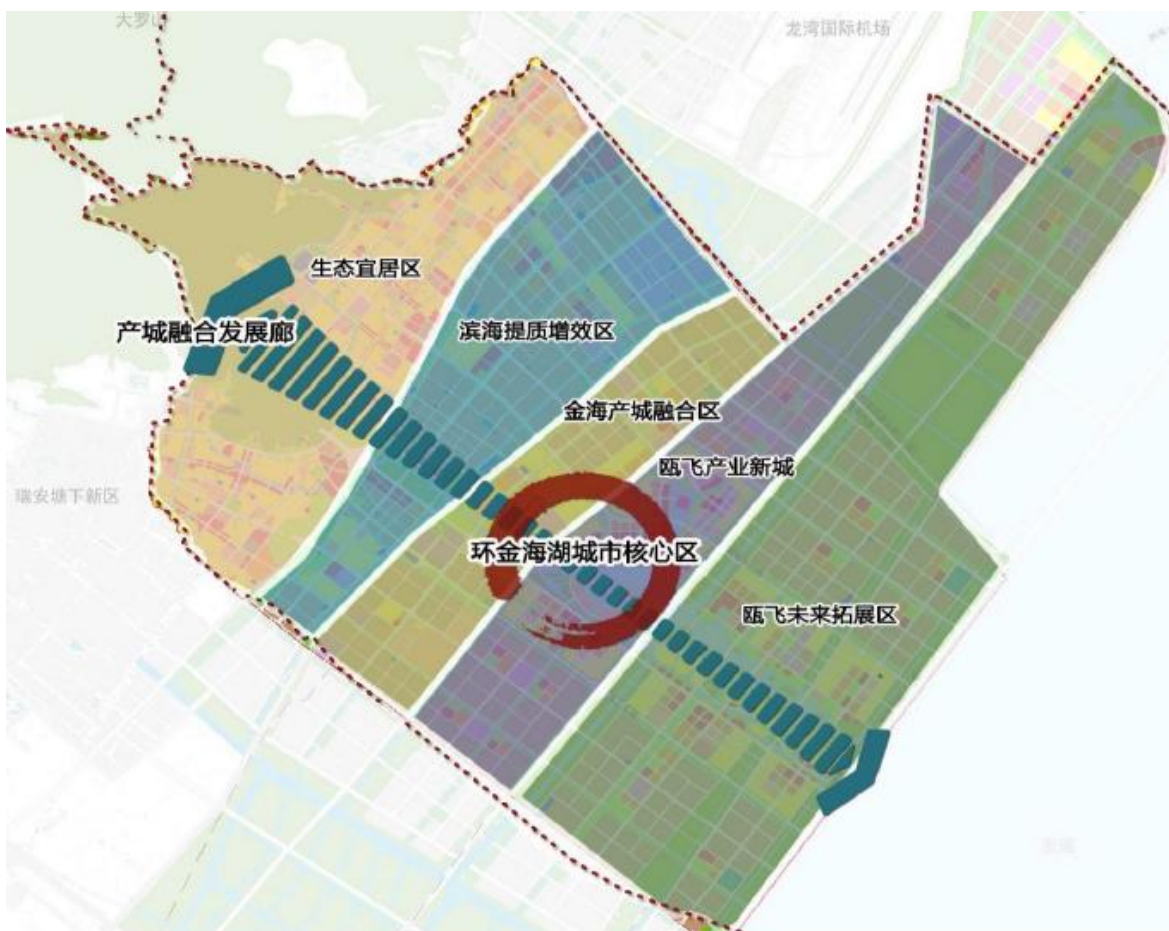 大罗山
龙湾国际机场
生态宜居区
产城融合发展廊
滨海提质增效区
金海产城融合区
瓯飞产业新城
瑞安塘下新区
环金海湖城市核心区
瓯飞未来拓展区